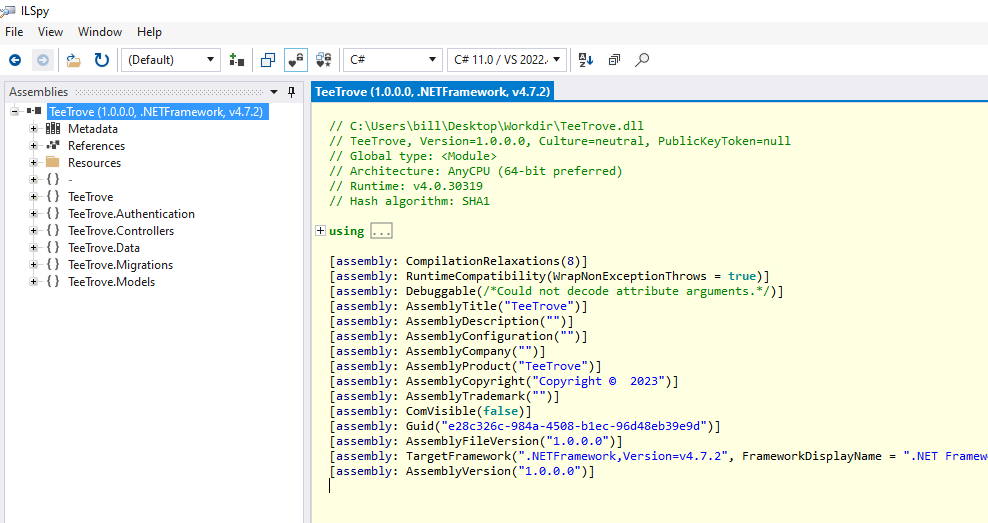 ILSpy
File View Window Help
(Default) C# C# 11.0 / VS 2022.
Assemblies
TeeTrove (1.0.0.0, .NETFramework, v4.7.2)
Metadata
References
Resources
{ } -
{ } TeeTrove
{ } TeeTrove.Authentication
{ } TeeTrove.Controllers
{ } TeeTrove.Data
{ } TeeTrove.Migrations
{ } TeeTrove.Models
TeeTrove (1.0.0.0, .NETFramework, v4.7.2)
// C:\Users\bill\Desktop\Workdir\TeeTrove.dll
// TeeTrove, Version=1.0.0.0, Culture=neutral, PublicKeyToken=null
// Global type: <Module>
// Architecture: AnyCPU (64-bit preferred)
// Runtime: v4.0.30319
// Hash algorithm: SHA1
using ...
[assembly: CompilationRelaxations(8)]
[assembly: RuntimeCompatibility(WrapNonExceptionThrows = true)]
[assembly: Debuggable(/*Could not decode attribute arguments.*/)]
[assembly: AssemblyTitle("TeeTrove")]
[assembly: AssemblyDescription("")]
[assembly: AssemblyConfiguration("")]
[assembly: AssemblyCompany("")]
[assembly: AssemblyProduct("TeeTrove")]
[assembly: AssemblyCopyright("Copyright ©  2023")]
[assembly: AssemblyTrademark("")]
[assembly: ComVisible(false)]
[assembly: Guid("e28c326c-984a-4508-b1ec-96d48eb39e9d")]
[assembly: AssemblyFileVersion("1.0.0.0")]
[assembly: TargetFramework(".NETFramework,Version=v4.7.2", FrameworkDisplayName = ".NET Framew
[assembly: AssemblyVersion("1.0.0.0")]